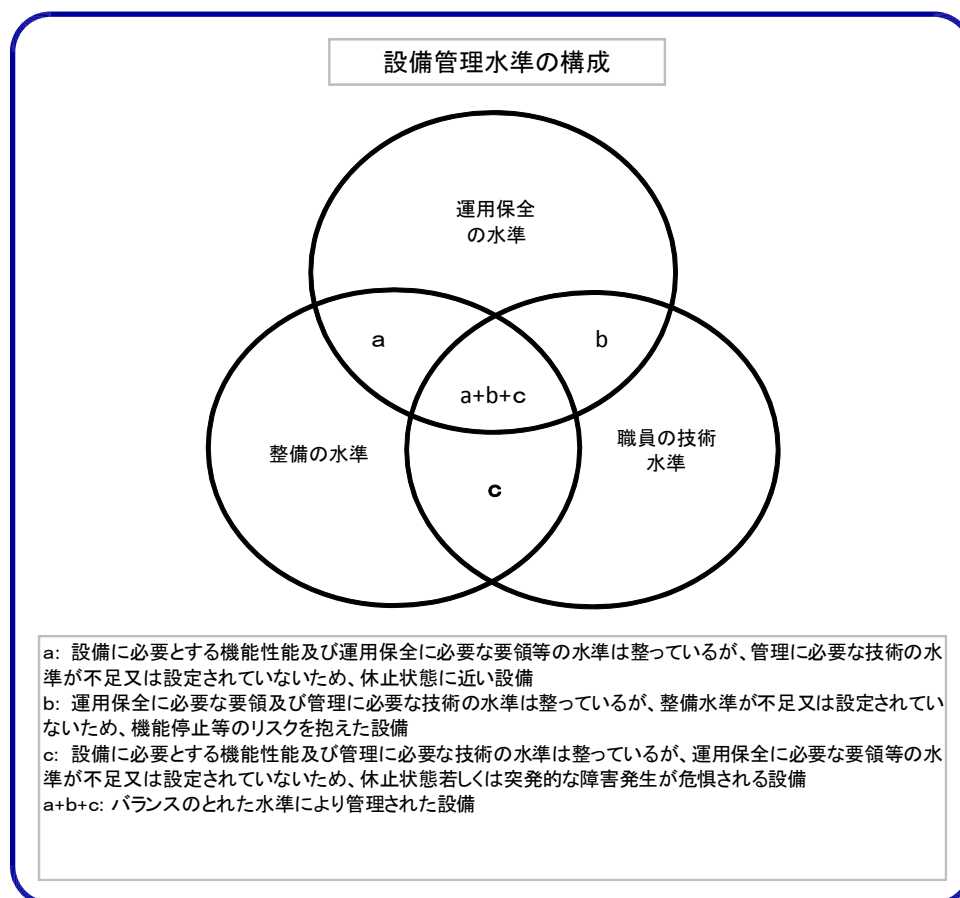 設備管理水準の構成
運用保全
の水準
a
b
a+b+c
整備の水準
職員の技術
水準
c
a: 設備に必要とする機能性能及び運用保全に必要な要領等の水準は整っているが、管理に必要な技術の水
準が不足又は設定されていないため、休止状態に近い設備
b: 運用保全に必要な要領及び管理に必要な技術の水準は整っているが、整備水準が不足又は設定されてい
ないため、機能停止等のリスクを抱えた設備
c: 設備に必要とする機能性能及び管理に必要な技術の水準は整っているが、運用保全に必要な要領等の水
準が不足又は設定されていないため、休止状態若しくは突発的な障害発生が危惧される設備
a+b+c: バランスのとれた水準により管理された設備